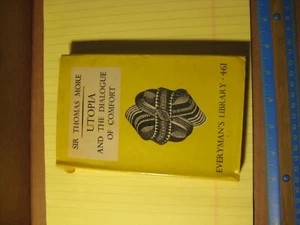 SIR THOMAS MORE
UTOPIA
AND THE DIALOGUE
OF COMFORT
EVERYMAN'S LIBRARY · 461